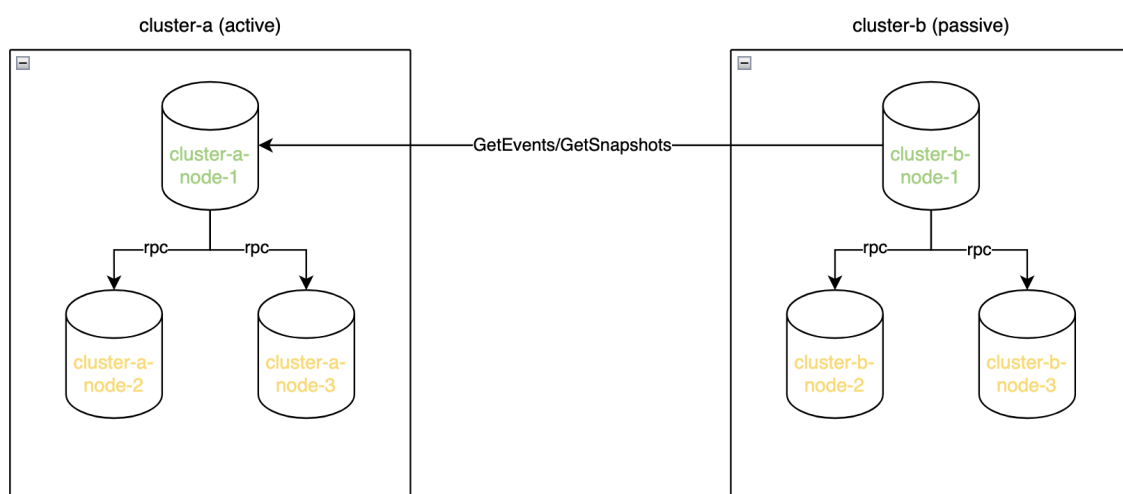 cluster-a (active)
cluster-b (passive)
cluster-a-
node-1
GetEvents/GetSnapshots
cluster-b-
node-1
rpc
rpc
rpc
rpc
cluster-a-
node-2
cluster-a-
node-3
cluster-b-
node-2
cluster-b-
node-3